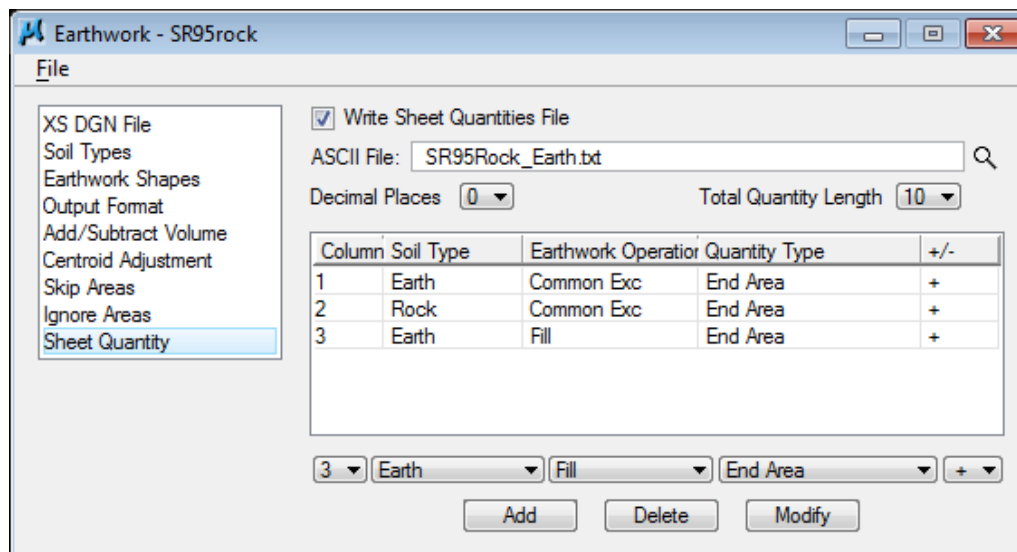 Earthwork - SR95rock
File
XS DGN File
Soil Types
Earthwork Shapes
Output Format
Add/Subtract Volume
Centroid Adjustment
Skip Areas
Ignore Areas
Sheet Quantity
Write Sheet Quantities File
ASCII File: SR95Rock_Earth.txt
Decimal Places 0 Total Quantity Length 10
Column Soil Type Earthwork Operation Quantity Type +/-
1 Earth Common Exc End Area +
2 Rock Common Exc End Area +
3 Earth Fill End Area +
3 Earth Fill End Area +
Add Delete Modify